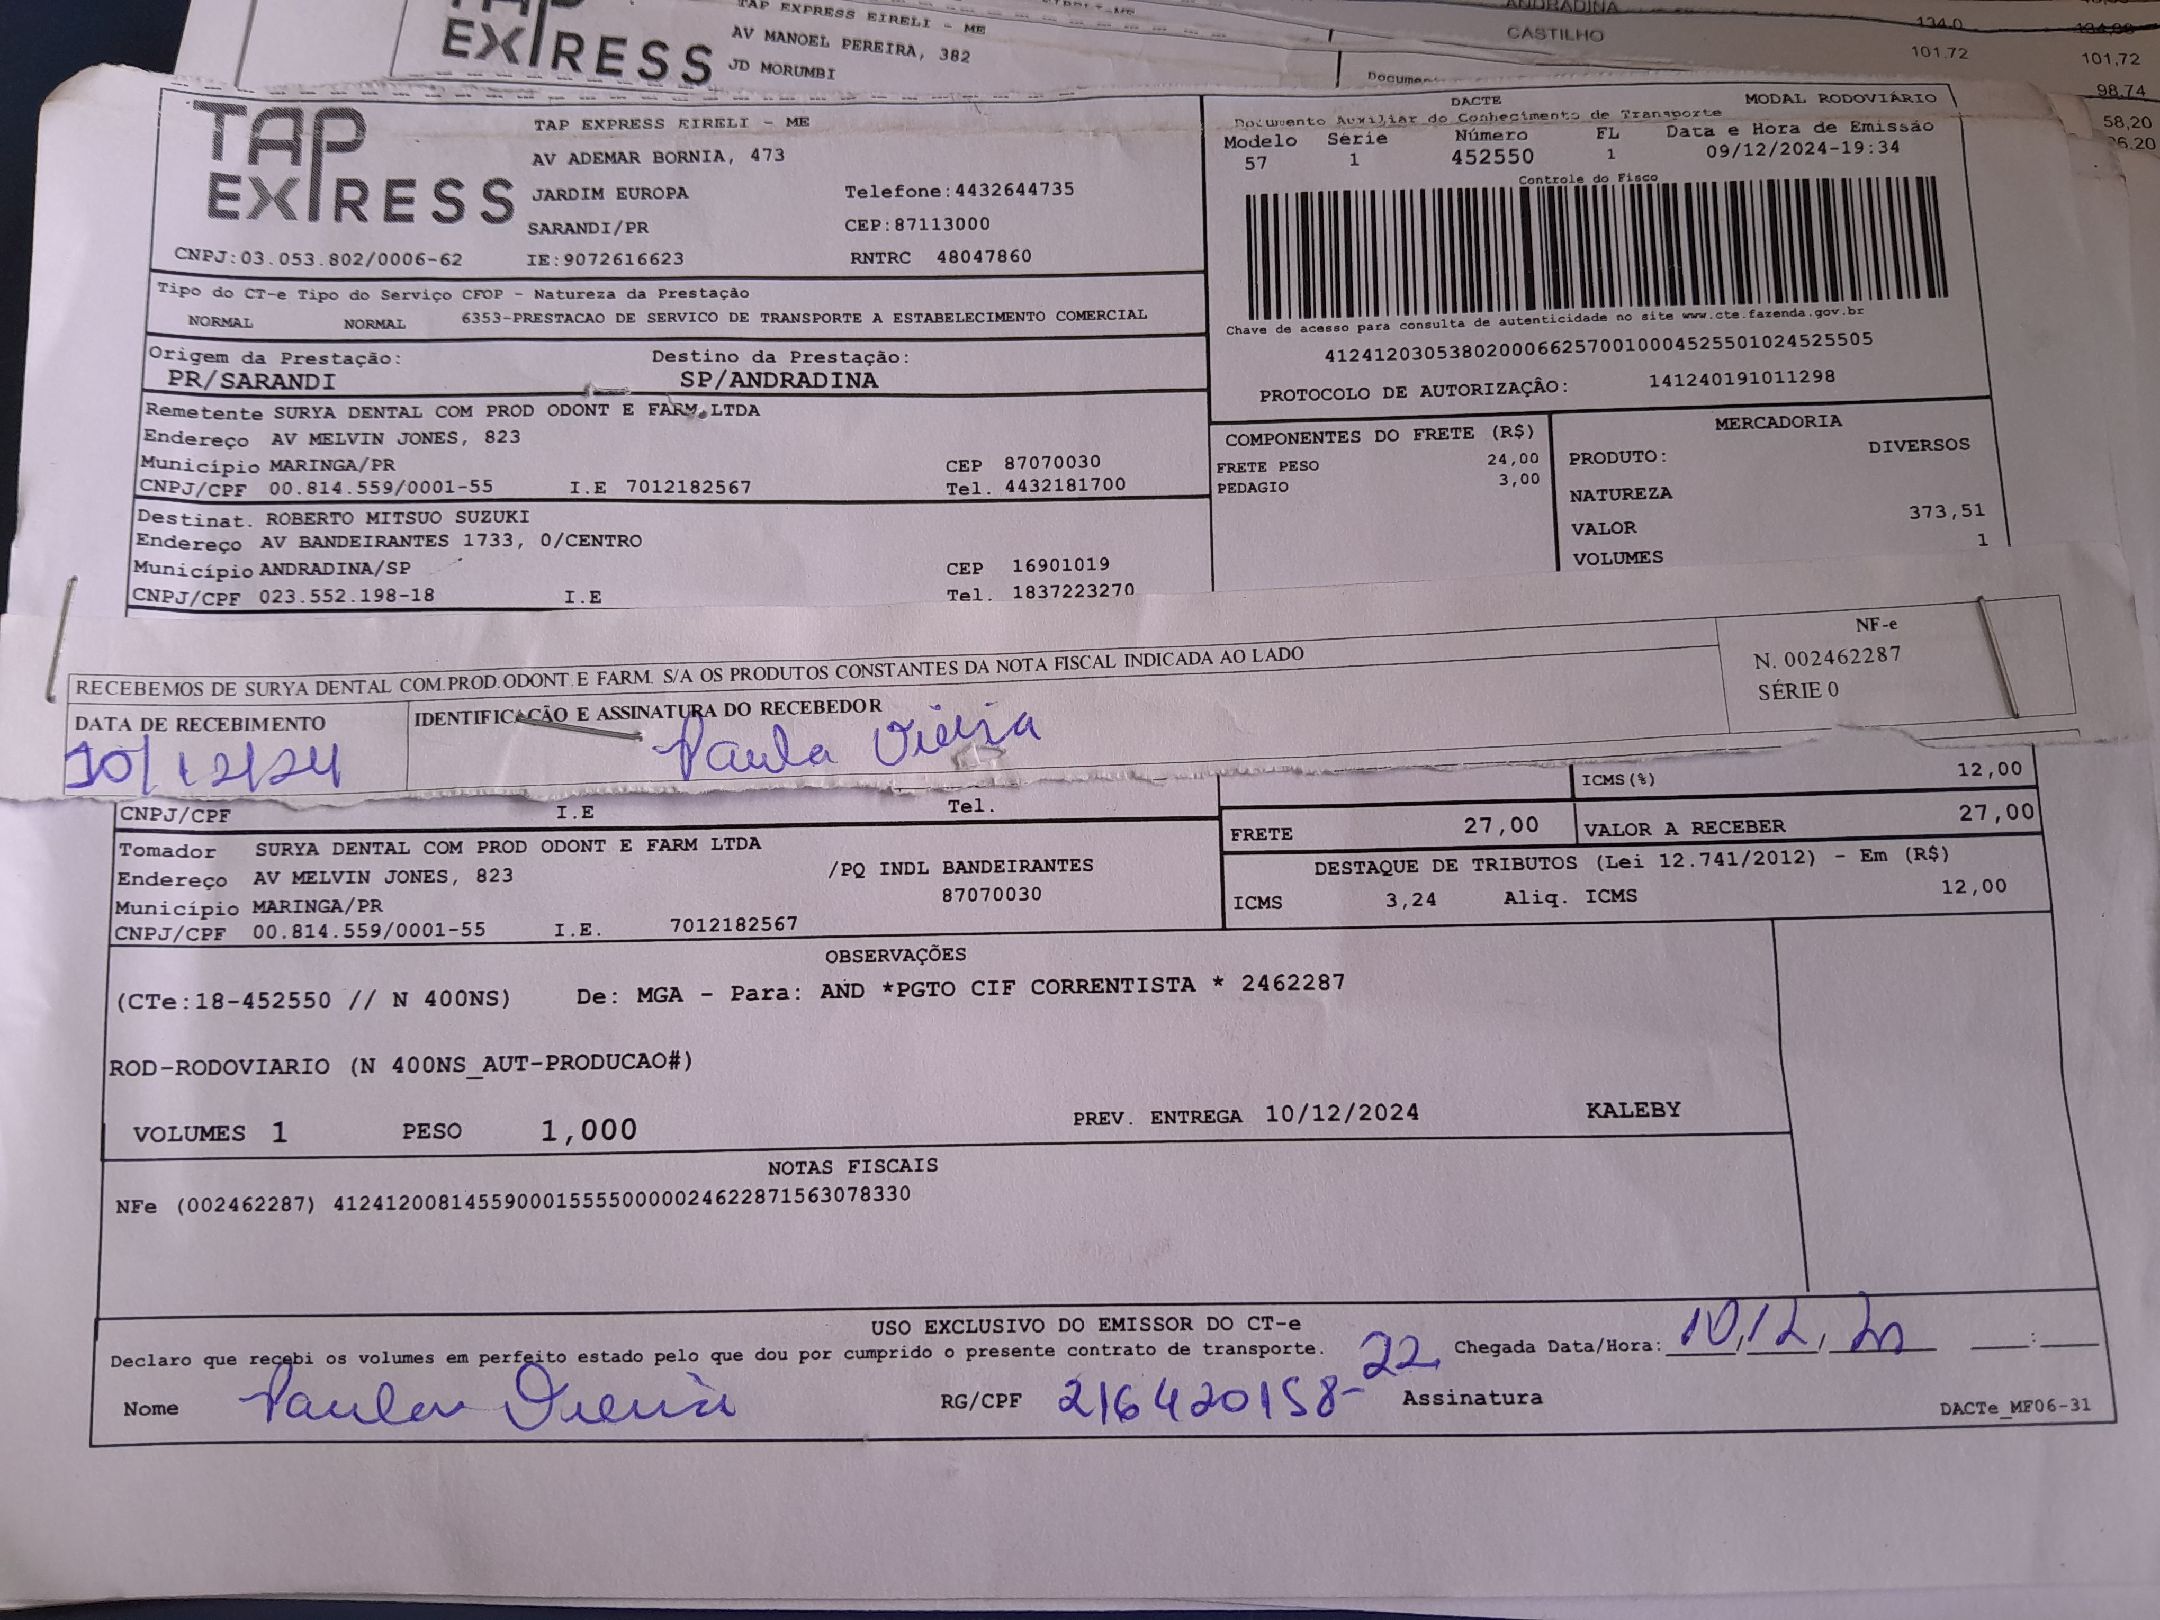 TAP EXPRESS EIRELI - ME
AV MANOEL PEREIRA, 382
JD MORUMBI
EXPRESS
ANDRADINA
CASTILHO
134,0
101,72
101,72
98,74
58,20
TAP EXPRESS
TAP EXPRESS EIRELI - ME
AV ADEMAR BORNIA, 473
JARDIM EUROPA Telefone:4432644735
SARANDI/PR CEP:87113000
CNPJ:03.053.802/0006-62 IE:9072616623 RNTRC 48047860
DACTE MODAL RODOVIÁRIO
Documento Auxiliar do Conhecimento de Transporte
Modelo Série Número FL Data e Hora de Emissão
57 1 452550 1 09/12/2024-19:34
Controle do Fisco
Chave de acesso para consulta de autenticidade no site www.cte.fazenda.gov.br
41241203053802000662570010004525501024525505
PROTOCOLO DE AUTORIZAÇÃO: 141240191011298
Tipo do CT-e Tipo do Serviço CFOP - Natureza da Prestação
NORMAL NORMAL 6353-PRESTACAO DE SERVICO DE TRANSPORTE A ESTABELECIMENTO COMERCIAL
Origem da Prestação: Destino da Prestação:
PR/SARANDI SP/ANDRADINA
Remetente SURYA DENTAL COM PROD ODONT E FARM LTDA
Endereço AV MELVIN JONES, 823
Município MARINGA/PR CEP 87070030
CNPJ/CPF 00.814.559/0001-55 I.E 7012182567 Tel. 4432181700
Destinat. ROBERTO MITSUO SUZUKI
Endereço AV BANDEIRANTES 1733, 0/CENTRO
Município ANDRADINA/SP CEP 16901019
CNPJ/CPF 023.552.198-18 I.E Tel. 1837223270
COMPONENTES DO FRETE (R$)
FRETE PESO 24,00
PEDAGIO 3,00
MERCADORIA
PRODUTO: DIVERSOS
NATUREZA
VALOR 373,51
VOLUMES 1
RECEBEMOS DE SURYA DENTAL COM.PROD.ODONT.E FARM. S/A OS PRODUTOS CONSTANTES DA NOTA FISCAL INDICADA AO LADO
NF-e
N. 002462287
SÉRIE 0
DATA DE RECEBIMENTO IDENTIFICAÇÃO E ASSINATURA DO RECEBEDOR
10/12/24 Paula Vieira
ICMS(%) 12,00
CNPJ/CPF I.E Tel.
FRETE 27,00 VALOR A RECEBER 27,00
Tomador SURYA DENTAL COM PROD ODONT E FARM LTDA
Endereço AV MELVIN JONES, 823 /PQ INDL BANDEIRANTES
Município MARINGA/PR 87070030
CNPJ/CPF 00.814.559/0001-55 I.E. 7012182567
DESTAQUE DE TRIBUTOS (Lei 12.741/2012) - Em (R$)
ICMS 3,24 Aliq. ICMS 12,00
OBSERVAÇÕES
(CTe:18-452550 // N 400NS) De: MGA - Para: AND *PGTO CIF CORRENTISTA * 2462287
ROD-RODOVIARIO (N 400NS_AUT-PRODUCAO#)
VOLUMES 1 PESO 1,000 PREV. ENTREGA 10/12/2024 KALEBY
NOTAS FISCAIS
NFe (002462287) 41241200814559000155550000024622871563078330
USO EXCLUSIVO DO EMISSOR DO CT-e
Declaro que recebi os volumes em perfeito estado pelo que dou por cumprido o presente contrato de transporte. Chegada Data/Hora: 10,12, :
Nome Paula Vieira RG/CPF 216420158-22 Assinatura
DACTe_MF06-31